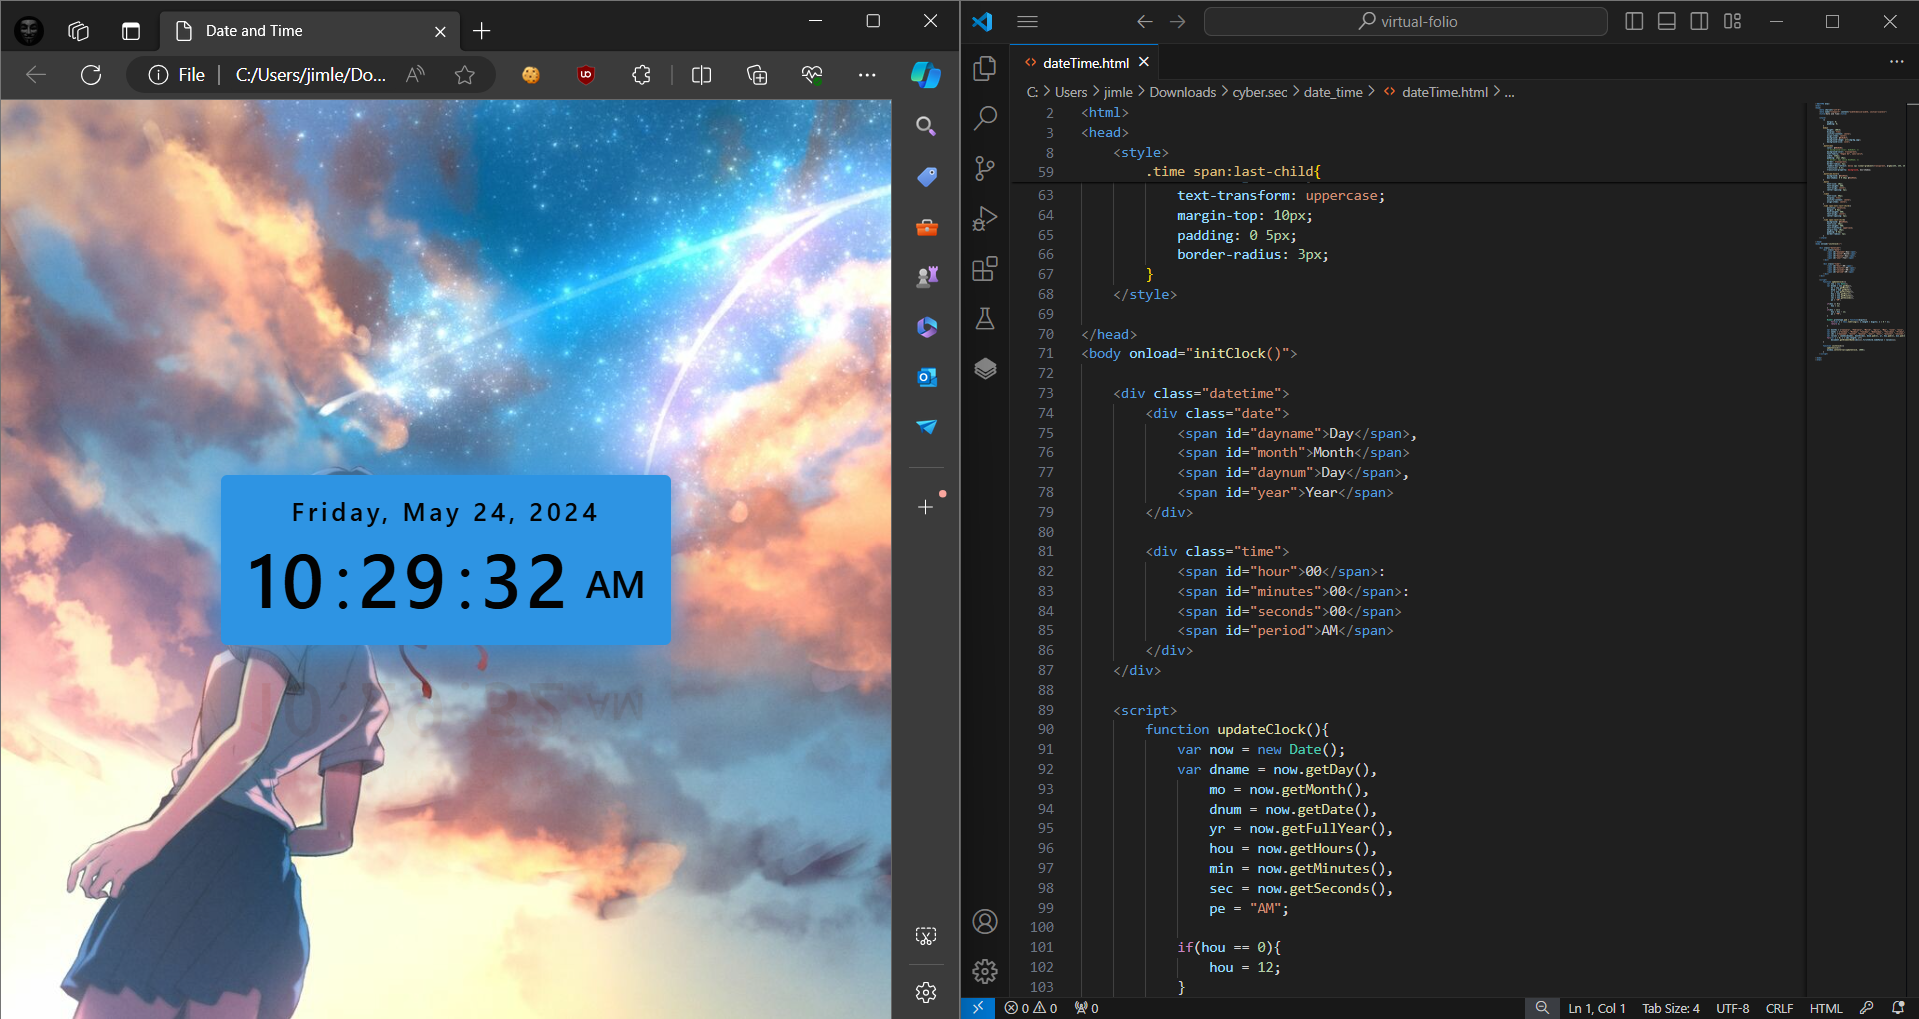 Date and Time
File
C:/Users/jimle/Do...
Friday, May 24, 2024
10:29:32 AM
virtual-folio
dateTime.html
C: > Users > jimle > Downloads > cyber.sec > date_time > dateTime.html > ...
2 <html>
3 <head>
8 <style>
59 .time span:last-child{
63 text-transform: uppercase;
64 margin-top: 10px;
65 padding: 0 5px;
66 border-radius: 3px;
67 }
68 </style>
69
70 </head>
71 <body onload="initClock()">
72
73 <div class="datetime">
74 <div class="date">
75 <span id="dayname">Day</span>,
76 <span id="month">Month</span>
77 <span id="daynum">Day</span>,
78 <span id="year">Year</span>
79 </div>
80
81 <div class="time">
82 <span id="hour">00</span>:
83 <span id="minutes">00</span>:
84 <span id="seconds">00</span>
85 <span id="period">AM</span>
86 </div>
87 </div>
88
89 <script>
90 function updateClock(){
91 var now = new Date();
92 var dname = now.getDay(),
93 mo = now.getMonth(),
94 dnum = now.getDate(),
95 yr = now.getFullYear(),
96 hou = now.getHours(),
97 min = now.getMinutes(),
98 sec = now.getSeconds(),
99 pe = "AM";
100
101 if(hou == 0){
102 hou = 12;
103 }
0 0 0
Ln 1, Col 1 Tab Size: 4 UTF-8 CRLF HTML